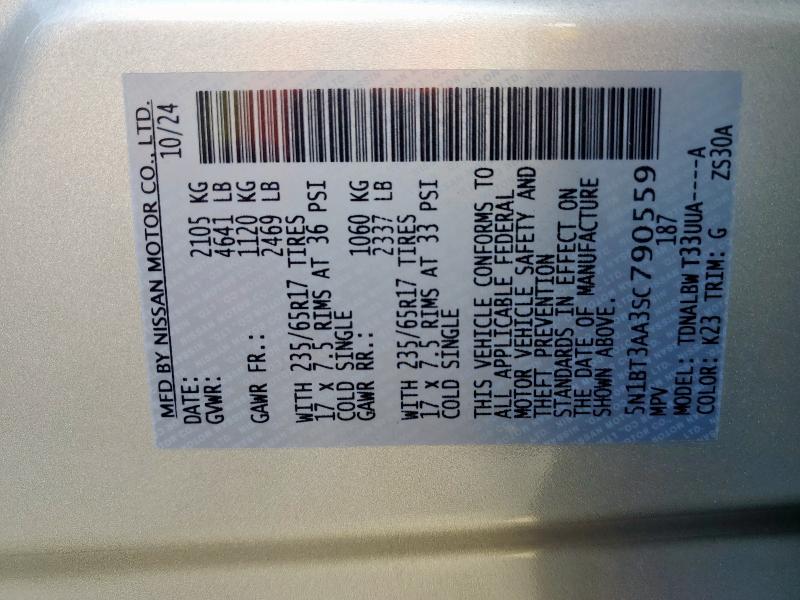 MFD BY NISSAN MOTOR CO., LTD.
DATE: 10/24
GVWR: 2105 KG
4641 LB
GAWR FR.: 1120 KG
2469 LB
WITH 235/65R17 TIRES
17 X 7.5 RIMS AT 36 PSI
COLD SINGLE
GAWR RR.: 1060 KG
2337 LB
WITH 235/65R17 TIRES
17 X 7.5 RIMS AT 33 PSI
COLD SINGLE
THIS VEHICLE CONFORMS TO
ALL APPLICABLE FEDERAL
MOTOR VEHICLE SAFETY AND
THEFT PREVENTION
STANDARDS IN EFFECT ON
THE DATE OF MANUFACTURE
SHOWN ABOVE.
5N1BT3AA3SC790559
MPV 187
MODEL: TDNALBW T33UUA----A
COLOR: K23 TRIM: G ZS30A